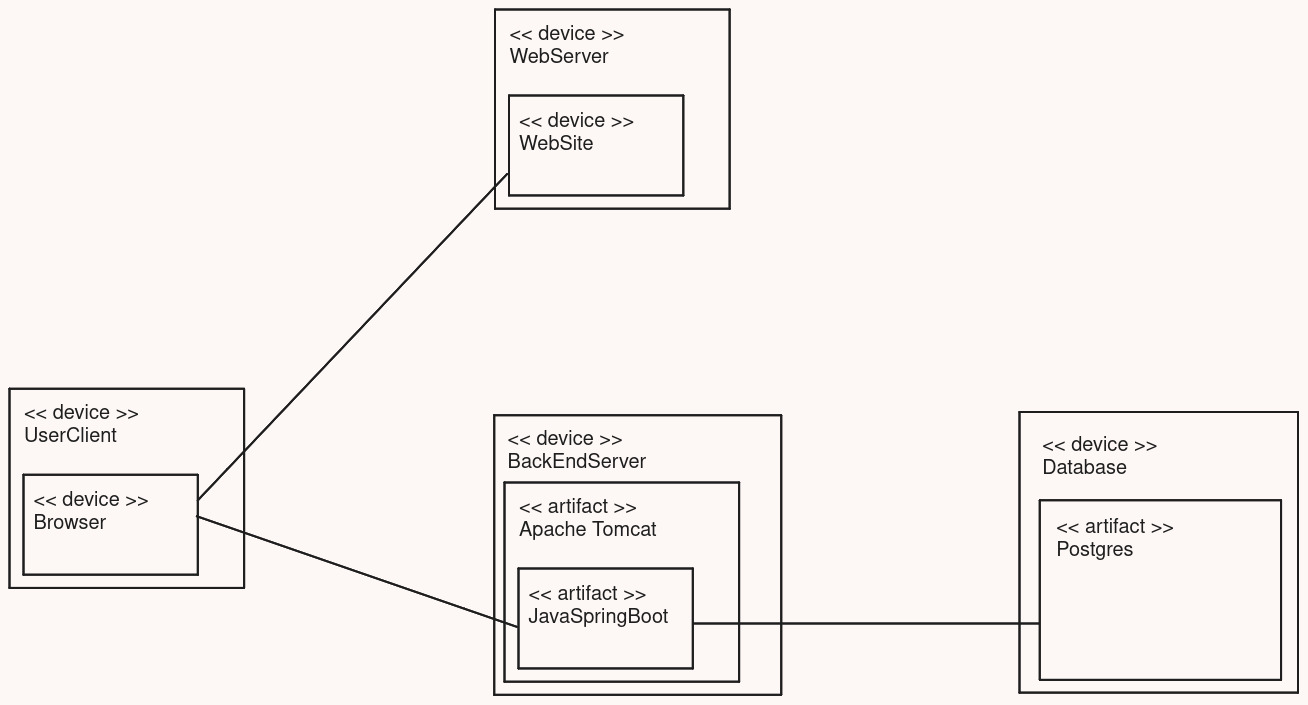 << device >>
WebServer
<< device >>
WebSite
<< device >>
UserClient
<< device >>
Browser
<< device >>
BackEndServer
<< artifact >>
Apache Tomcat
<< artifact >>
JavaSpringBoot
<< device >>
Database
<< artifact >>
Postgres